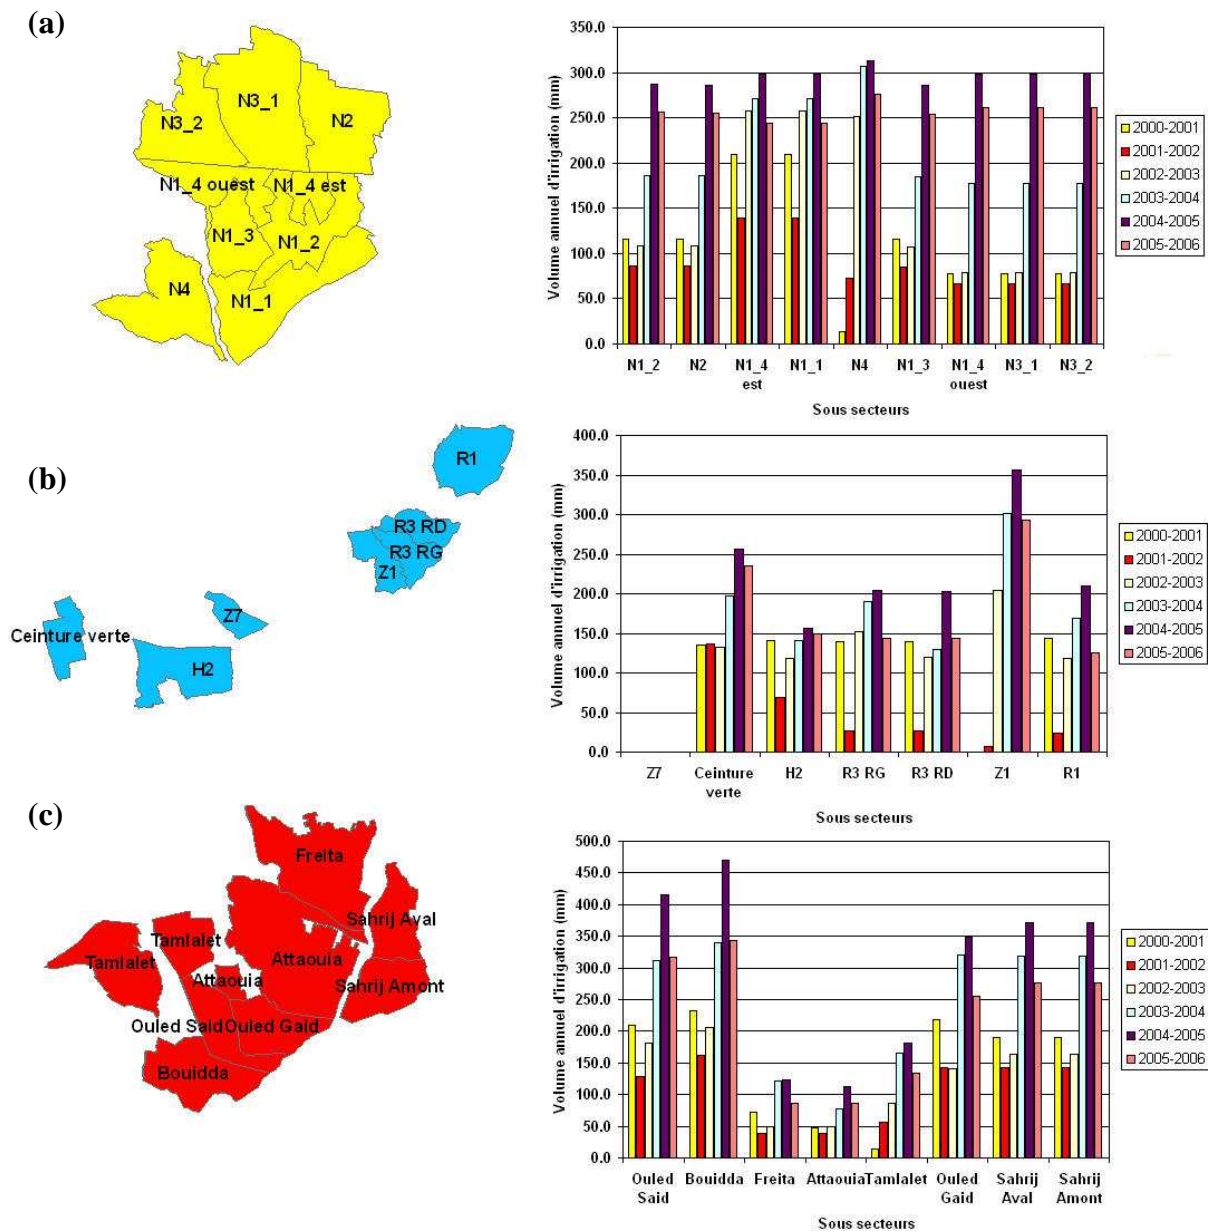 (a)
N3_1
N3_2
N2
N1_4 ouest
N1_4 est
N1_3
N1_2
N4
N1_1
Volume annuel d'irrigation (mm)
350.0
300.0
250.0
200.0
150.0
100.0
50.0
0.0
N1_2
N2
N1_4 est
N1_1
N4
N1_3
N1_4 ouest
N3_1
N3_2
Sous secteurs
2000-2001
2001-2002
2002-2003
2003-2004
2004-2005
2005-2006
(b)
R1
R3 RD
R3 RG
Z1
Z7
Ceinture verte
H2
Volume annuel d'irrigation (mm)
400.0
350.0
300.0
250.0
200.0
150.0
100.0
50.0
0.0
Z7
Ceinture verte
H2
R3 RG
R3 RD
Z1
R1
Sous secteurs
2000-2001
2001-2002
2002-2003
2003-2004
2004-2005
2005-2006
(c)
Freita
Sahrij Aval
Tamlalet
Tamlalet
Attaouia
Attaouia
Sahrij Amont
Ouled Said
Ouled Gaid
Bouidda
Volume annuel d'irrigation (mm)
500.0
450.0
400.0
350.0
300.0
250.0
200.0
150.0
100.0
50.0
0.0
Ouled Said
Bouidda
Freita
Attaouia
Tamlalet
Ouled Gaid
Sahrij Aval
Sahrij Amont
Sous secteurs
2000-2001
2001-2002
2002-2003
2003-2004
2004-2005
2005-2006